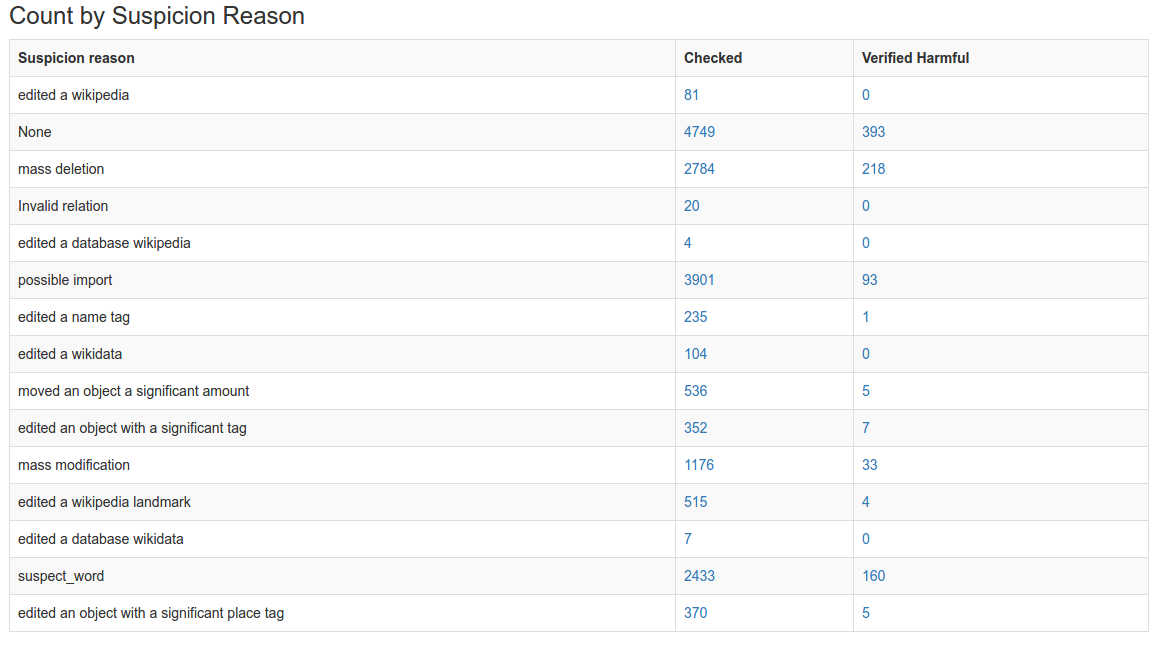 Count by Suspicion Reason
Suspicion reason Checked Verified Harmful
edited a wikipedia 81 0
None 4749 393
mass deletion 2784 218
Invalid relation 20 0
edited a database wikipedia 4 0
possible import 3901 93
edited a name tag 235 1
edited a wikidata 104 0
moved an object a significant amount 536 5
edited an object with a significant tag 352 7
mass modification 1176 33
edited a wikipedia landmark 515 4
edited a database wikidata 7 0
suspect_word 2433 160
edited an object with a significant place tag 370 5